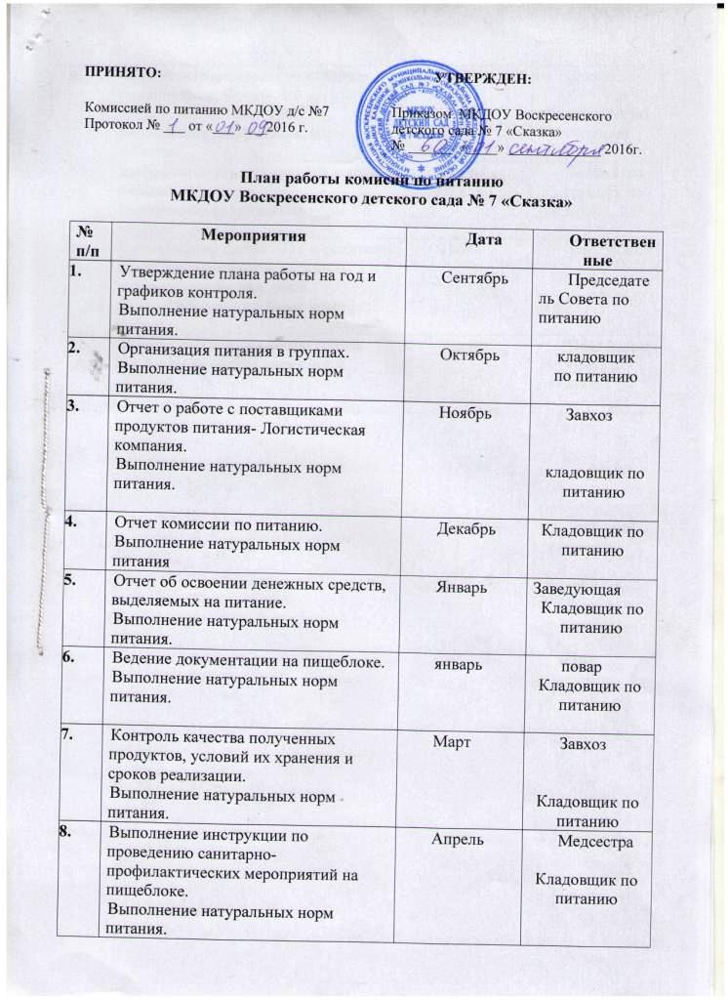 ПРИНЯТО:
УТВЕРЖДЕН:
Комиссией по питанию МКДОУ д/с №7
Протокол № 1 от «01» 09 2016 г.
Приказом МКДОУ Воскресенского
детского сада № 7 «Сказка»
№ 60 «01» сентября 2016г.
ДЕТСКИЙ САД
План работы комисии по питанию
МКДОУ Воскресенского детского сада № 7 «Сказка»
№ Мероприятия Дата Ответствен
п/п ные
1. Утверждение плана работы на год и Сентябрь Председате
графиков контроля. ль Совета по
Выполнение натуральных норм питанию
питания.
2. Организация питания в группах. Октябрь кладовщик
Выполнение натуральных норм по питанию
питания.
3. Отчет о работе с поставщиками Ноябрь Завхоз
продуктов питания- Логистическая
компания.
Выполнение натуральных норм кладовщик по
питания. питанию
4. Отчет комиссии по питанию. Декабрь Кладовщик по
Выполнение натуральных норм питанию
питания
5. Отчет об освоении денежных средств, Январь Заведующая
выделяемых на питание. Кладовщик по
Выполнение натуральных норм питанию
питания.
6. Ведение документации на пищеблоке. январь повар
Выполнение натуральных норм Кладовщик по
питания. питанию
7. Контроль качества полученных Март Завхоз
продуктов, условий их хранения и
сроков реализации.
Выполнение натуральных норм Кладовщик по
питания. питанию
8. Выполнение инструкции по Апрель Медсестра
проведению санитарно-
профилактических мероприятий на Кладовщик по
пищеблоке. питанию
Выполнение натуральных норм
питания.